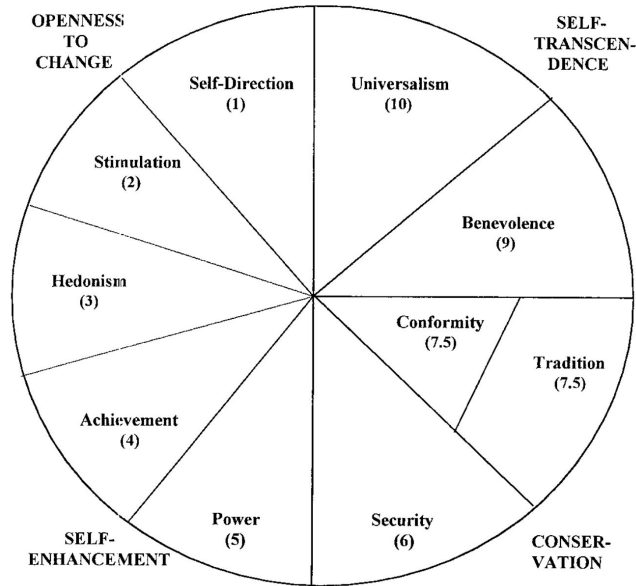 OPENNESS
TO
CHANGE
SELF-
TRANSCEN-
DENCE
Self-Direction
(1)
Universalism
(10)
Stimulation
(2)
Benevolence
(9)
Hedonism
(3)
Conformity
(7.5)
Tradition
(7.5)
Achievement
(4)
Power
(5)
Security
(6)
SELF-
ENHANCEMENT
CONSER-
VATION